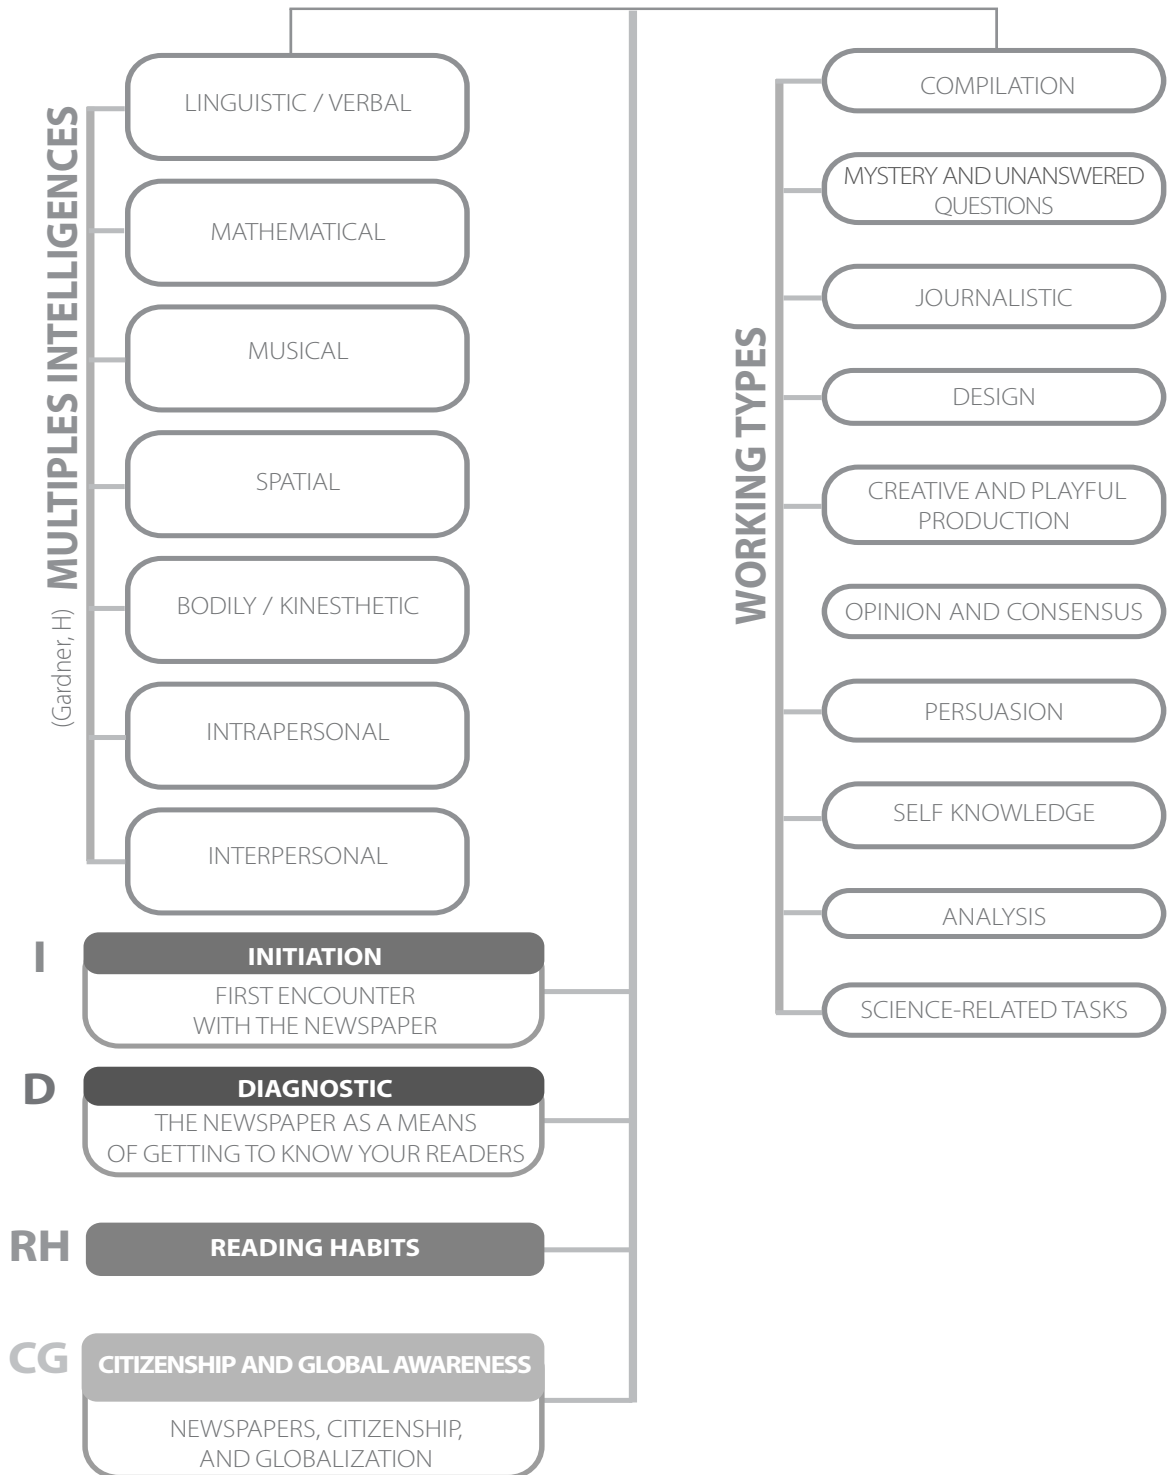 MULTIPLES INTELLIGENCES
(Gardner, H)
LINGUISTIC / VERBAL
MATHEMATICAL
MUSICAL
SPATIAL
BODILY / KINESTHETIC
INTRAPERSONAL
INTERPERSONAL
WORKING TYPES
COMPILATION
MYSTERY AND UNANSWERED
QUESTIONS
JOURNALISTIC
DESIGN
CREATIVE AND PLAYFUL
PRODUCTION
OPINION AND CONSENSUS
PERSUASION
SELF KNOWLEDGE
ANALYSIS
SCIENCE-RELATED TASKS
I
INITIATION
FIRST ENCOUNTER
WITH THE NEWSPAPER
D
DIAGNOSTIC
THE NEWSPAPER AS A MEANS
OF GETTING TO KNOW YOUR READERS
RH
READING HABITS
CG
CITIZENSHIP AND GLOBAL AWARENESS
NEWSPAPERS, CITIZENSHIP,
AND GLOBALIZATION